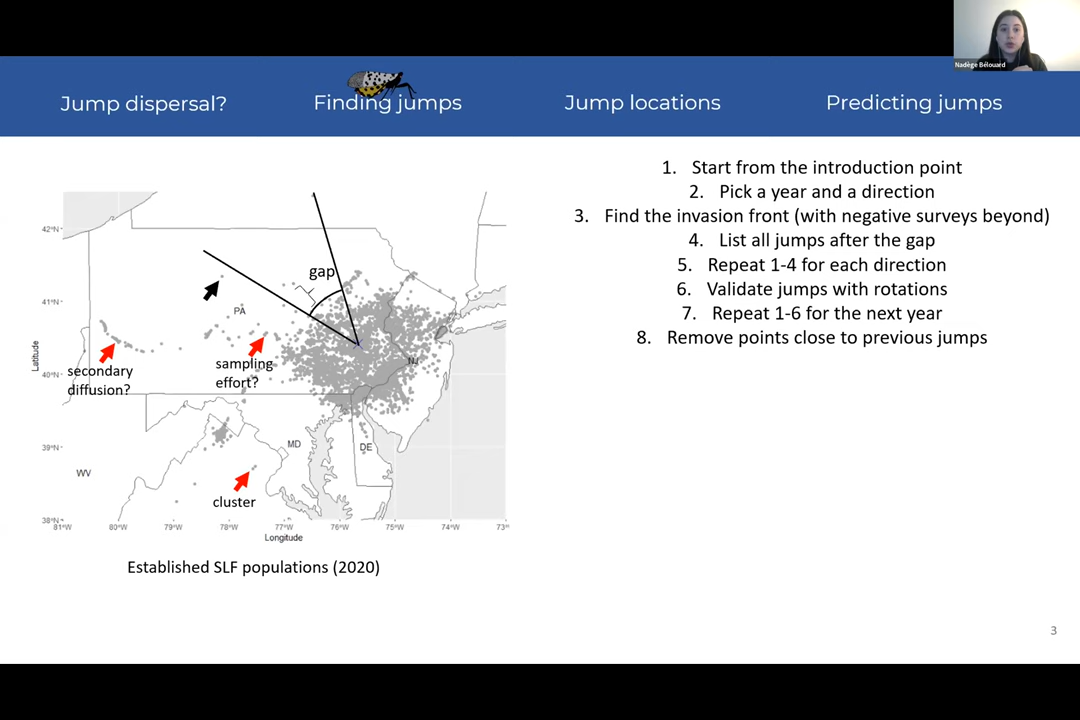 Nadège Bélouard
Jump dispersal?
Finding jumps
Jump locations
Predicting jumps
1. Start from the introduction point
2. Pick a year and a direction
3. Find the invasion front (with negative surveys beyond)
4. List all jumps after the gap
5. Repeat 1-4 for each direction
6. Validate jumps with rotations
7. Repeat 1-6 for the next year
8. Remove points close to previous jumps
42°N
41°N
40°N
39°N
38°N
Latitude
gap
PA
NJ
secondary
diffusion?
sampling
effort?
MD
DE
WV
cluster
81°W
80°W
79°W
78°W
77°W
76°W
75°W
74°W
73°
Longitude
Established SLF populations (2020)
3